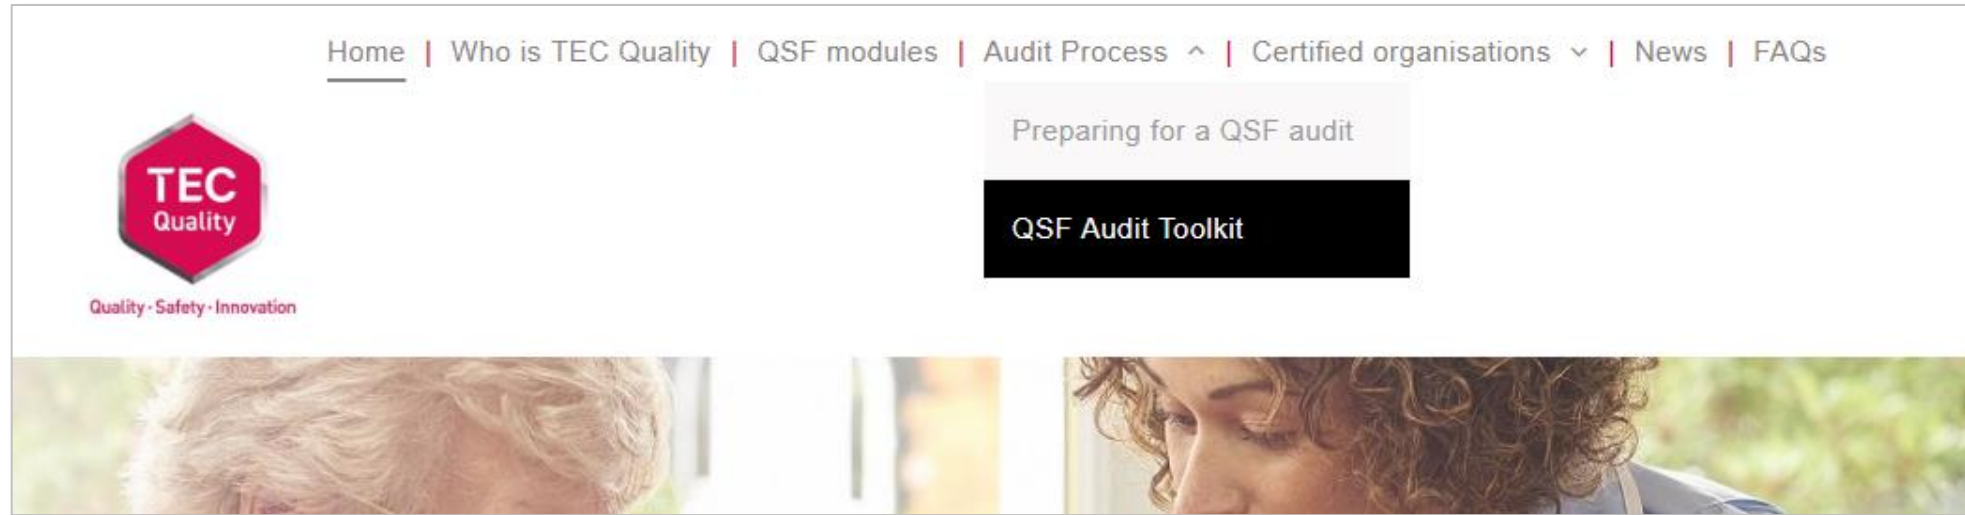 Home | Who is TEC Quality | QSF modules | Audit Process | Certified organisations | News | FAQs
Preparing for a QSF audit
QSF Audit Toolkit
TEC
Quality
Quality · Safety · Innovation